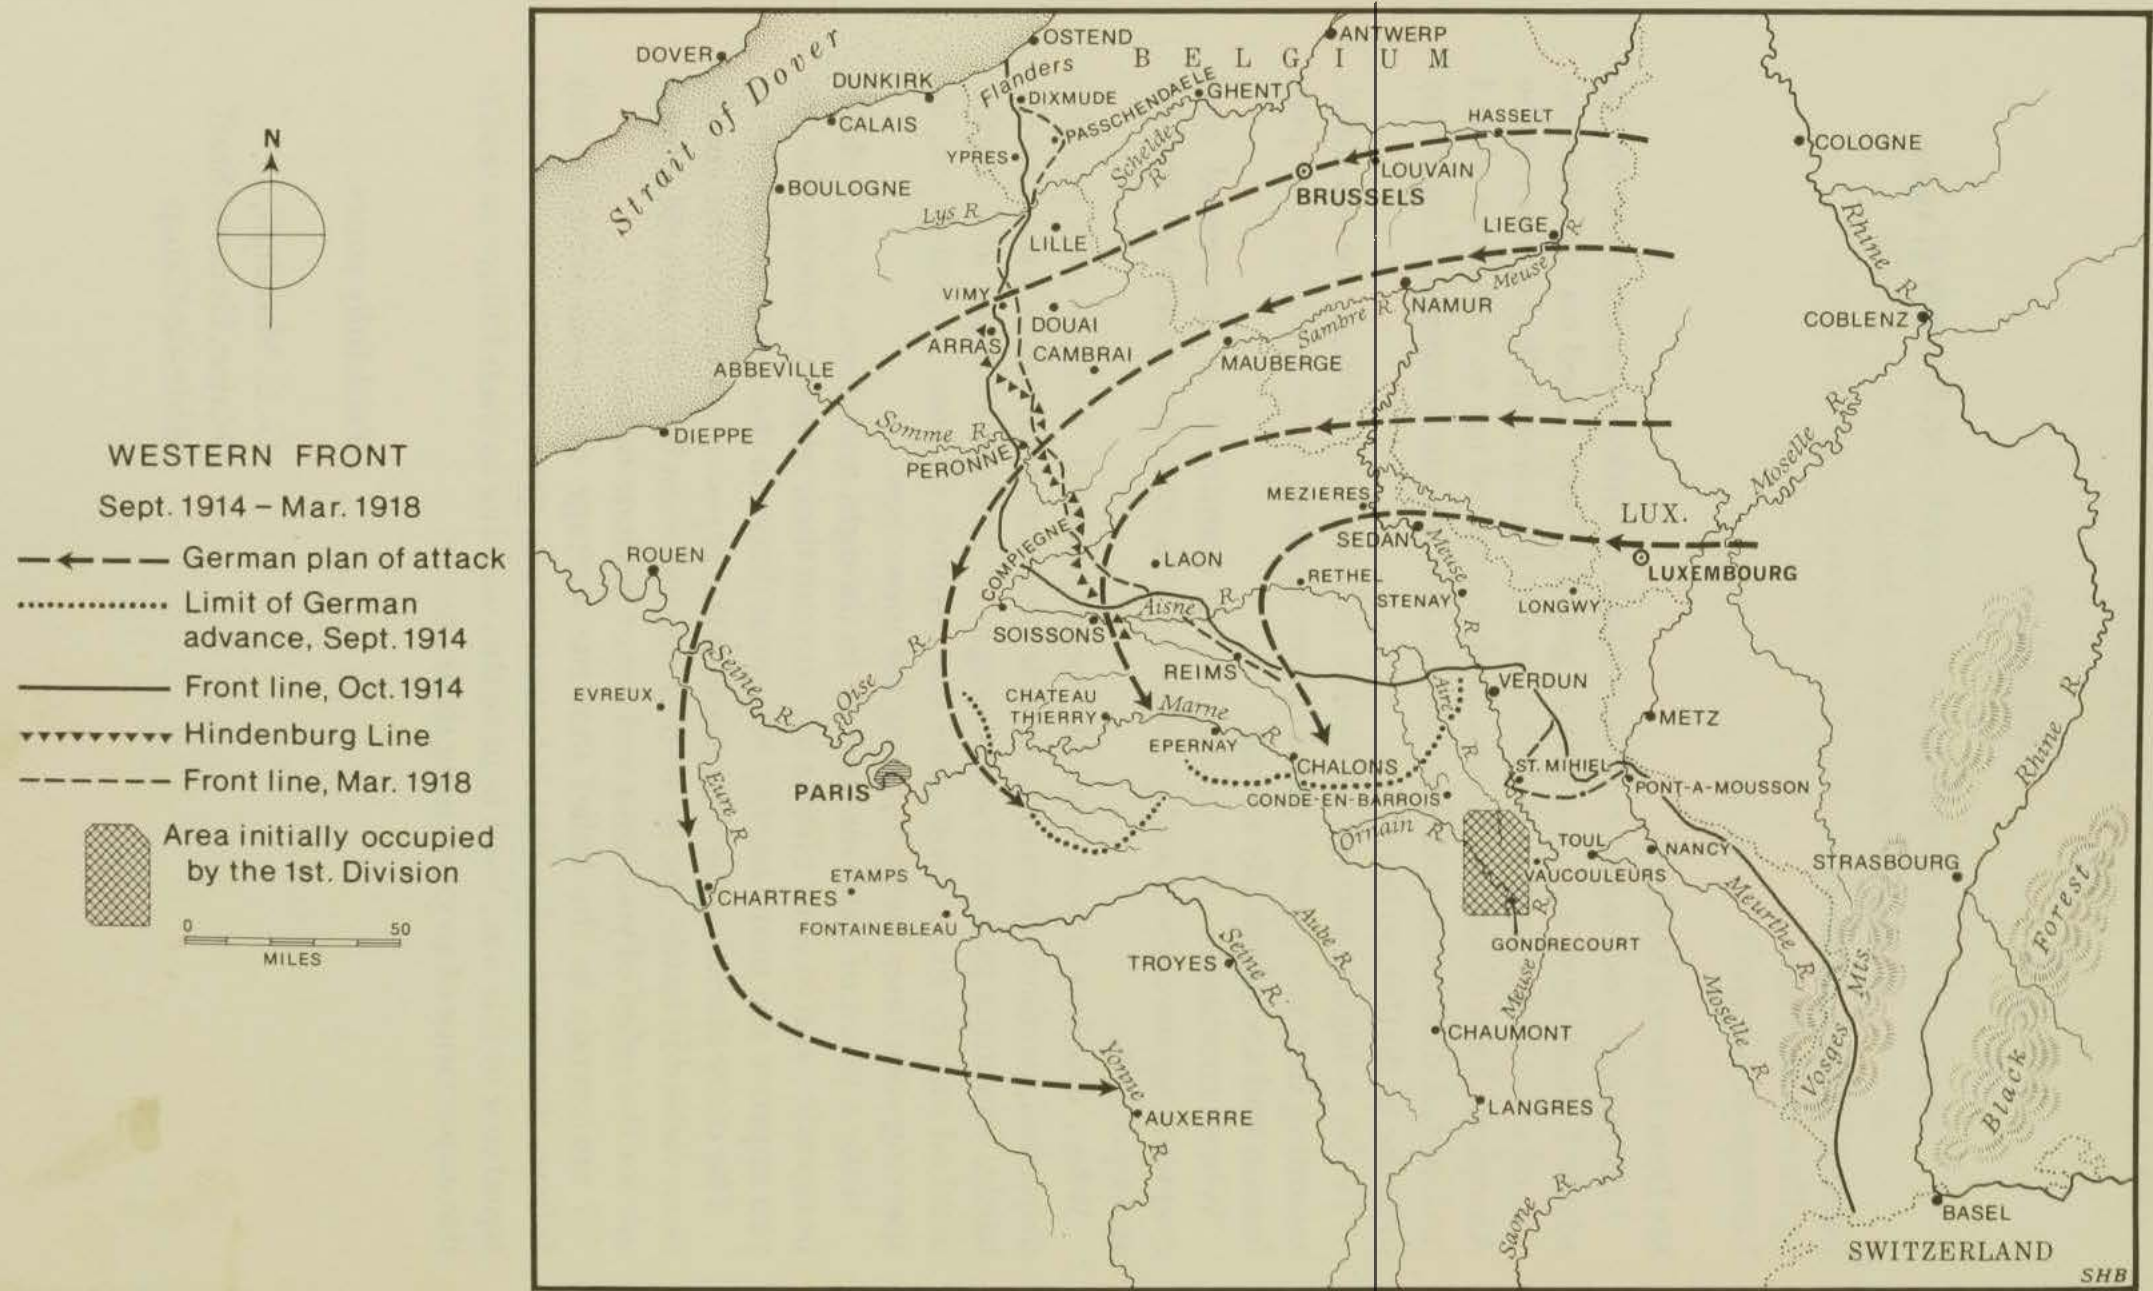 N
WESTERN FRONT
Sept. 1914 – Mar. 1918
German plan of attack
Limit of German
advance, Sept. 1914
Front line, Oct. 1914
Hindenburg Line
Front line, Mar. 1918
Area initially occupied
by the 1st. Division
0 50
MILES
DOVER
Strait of Dover
OSTEND
BELGIUM
ANTWERP
DUNKIRK
Flanders
DIXMUDE
PASSCHENDAELE
GHENT
CALAIS
YPRES
Schelde R
HASSELT
COLOGNE
BOULOGNE
LOUVAIN
BRUSSELS
Lys R
LILLE
LIEGE
R
Meuse
Rhine R
VIMY
DOUAI
NAMUR
Sambre R
COBLENZ
ARRAS
CAMBRAI
MAUBERGE
ABBEVILLE
DIEPPE
Somme R
PERONNE
Moselle R
MEZIERES
LUX.
SEDAN
Meuse R
ROUEN
COMPIEGNE
LAON
RETHEL
LUXEMBOURG
STENAY
LONGWY
Aisne R
SOISSONS
Oise R
Seine R
REIMS
EVREUX
CHATEAU
THIERRY
Marne R
Aire R
VERDUN
METZ
Rhine R
EPERNAY
CHALONS
ST. MIHIEL
PARIS
CONDE-EN-BARROIS
PONT-A-MOUSSON
Eure R
Ornain R
TOUL
NANCY
STRASBOURG
ETAMPS
CHARTRES
VAUCOULEURS
Meurthe R
FONTAINEBLEAU
Aube R
GONDRECOURT
Black Forest
TROYES
Seine R.
Meuse R
Moselle R
Vosges Mts.
CHAUMONT
Yonne R
AUXERRE
LANGRES
Saone R
BASEL
SWITZERLAND
SHB